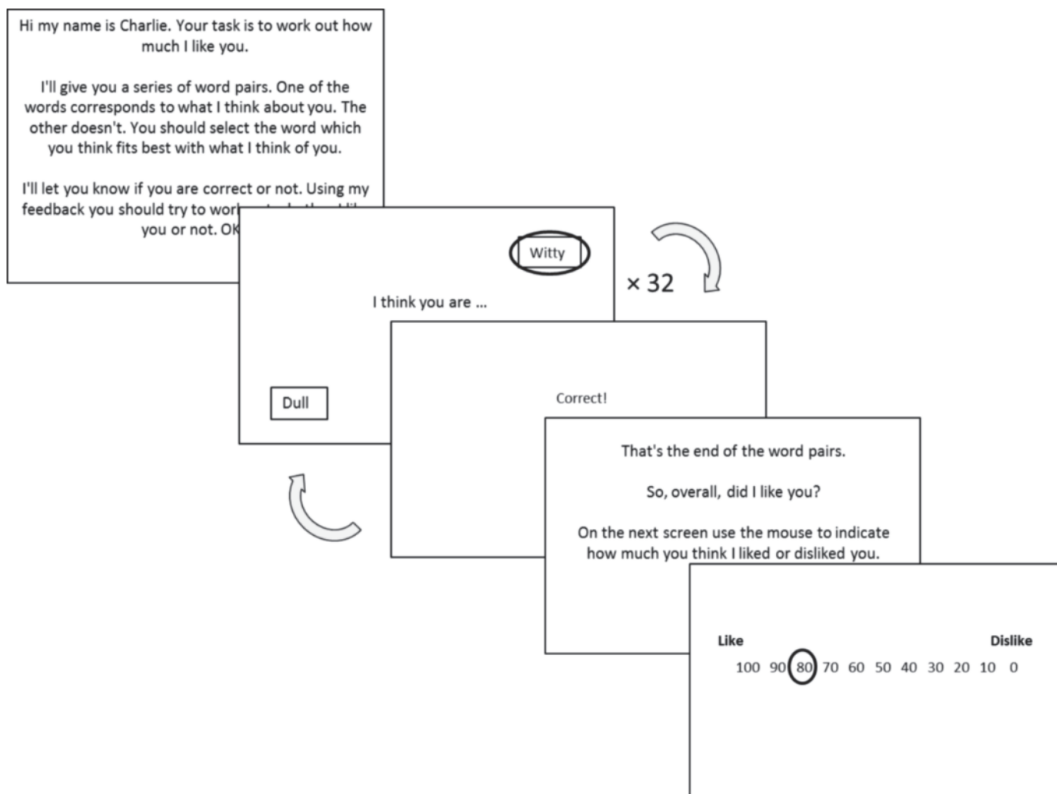 Hi my name is Charlie. Your task is to work out how
much I like you.
I'll give you a series of word pairs. One of the
words corresponds to what I think about you. The
other doesn't. You should select the word which
you think fits best with what I think of you.
I'll let you know if you are correct or not. Using my
feedback you should try to work
you or not. OK
Witty
× 32
I think you are ...
Dull
Correct!
That's the end of the word pairs.
So, overall, did I like you?
On the next screen use the mouse to indicate
how much you think I liked or disliked you.
Like Dislike
100 90 80 70 60 50 40 30 20 10 0